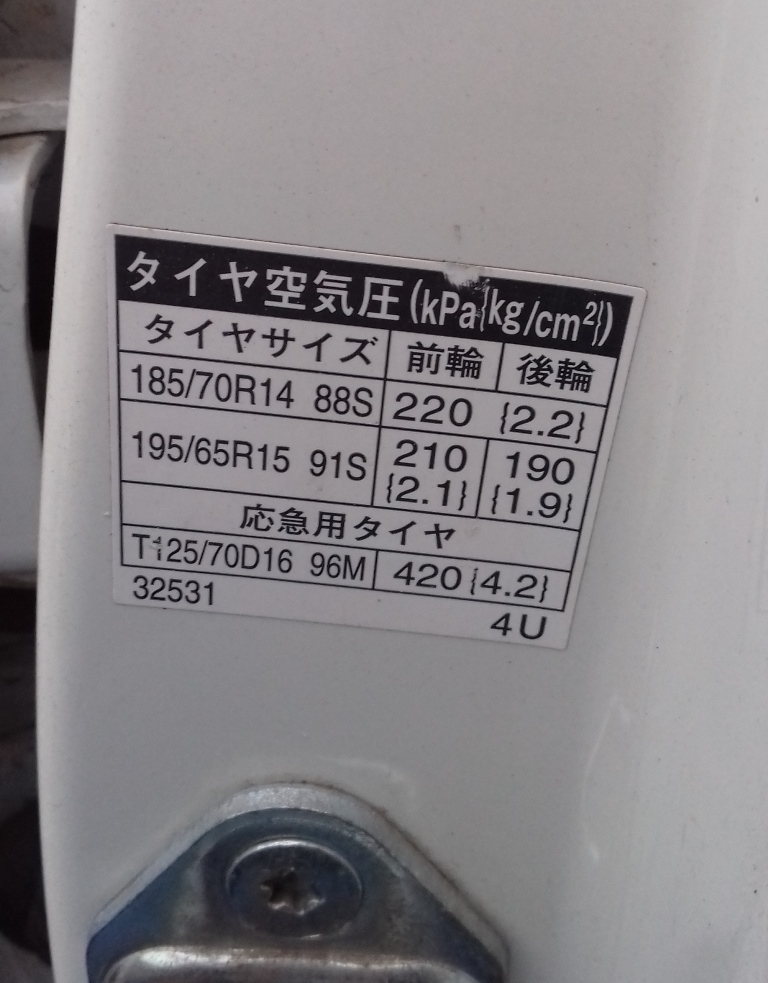 タイヤ空気圧(kPa{kg/cm²})
タイヤサイズ 前輪 後輪
185/70R14 88S 220 {2.2}
195/65R15 91S 210 {2.1} 190 {1.9}
応急用タイヤ
T125/70D16 96M 420{4.2}
32531
4U